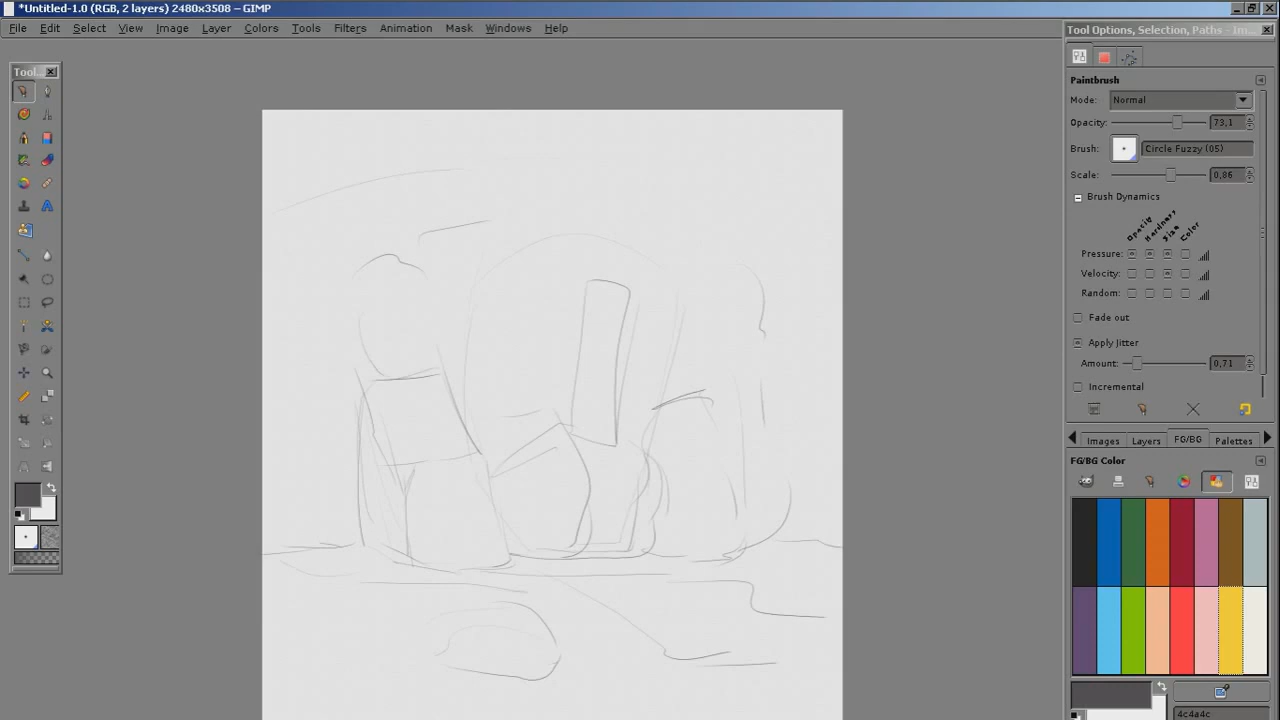 *Untitled-1.0 (RGB, 2 layers) 2480x3508 – GIMP
File Edit Select View Image Layer Colors Tools Filters Animation Mask Windows Help
Tool Options, Selection, Paths - Im...
Tool...
Paintbrush
Mode: Normal
Opacity: 73,1
Brush: Circle Fuzzy (05)
Scale: 0,86
Brush Dynamics
Opacity Hardness Size Color
Pressure:
Velocity:
Random:
Fade out
Apply Jitter
Amount: 0,71
Incremental
Images Layers FG/BG Palettes
FG/BG Color
4c4a4c